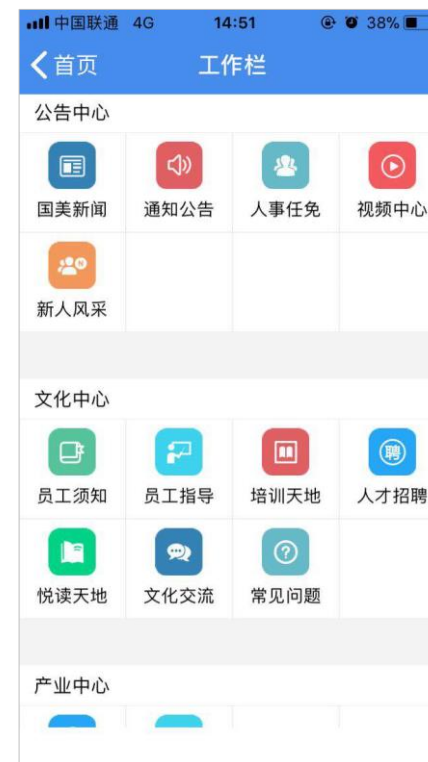 中国联通 4G 14:51 38%
首页 工作栏
公告中心
国美新闻 通知公告 人事任免 视频中心
新人风采
文化中心
聘
员工须知 员工指导 培训天地 人才招聘
悦读天地 文化交流 常见问题
产业中心